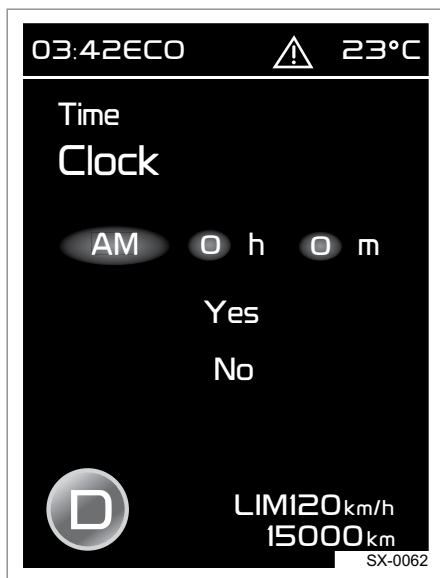 03:42ECO 23°C
Time
Clock
AM 0 h 0 m
Yes
No
D
LIM120km/h
15000km
SX-0062